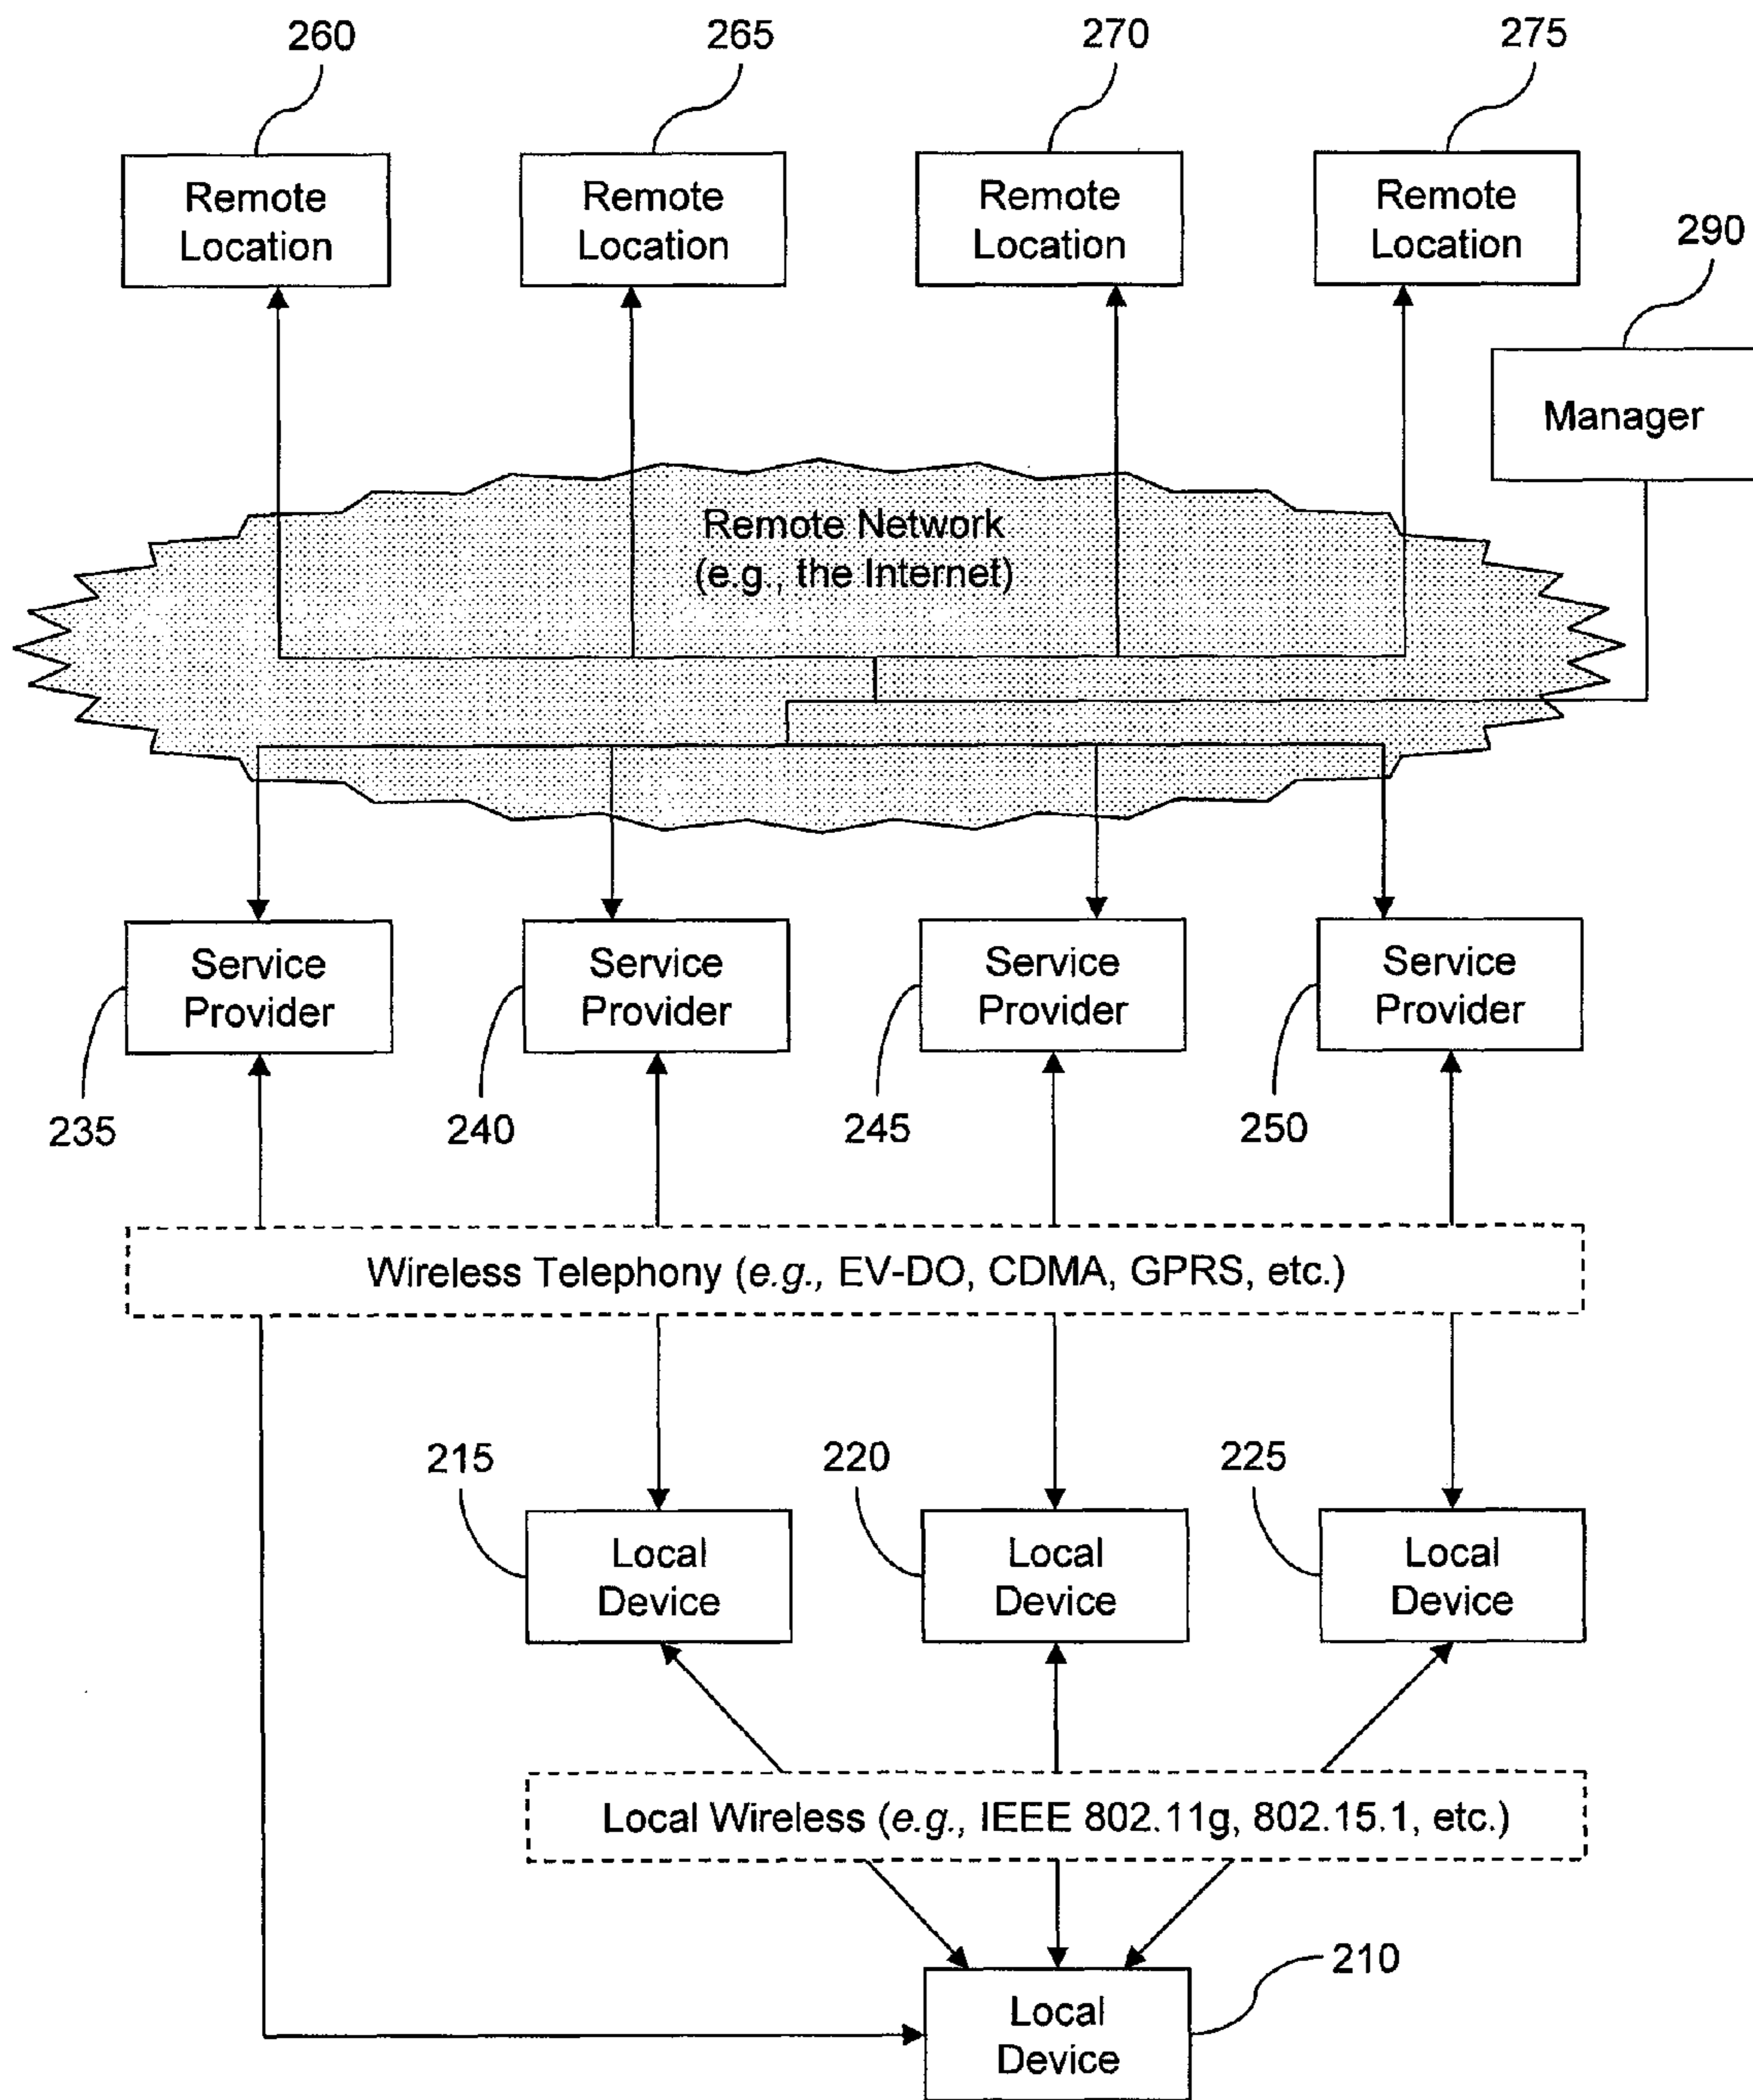 260
265
270
275
Remote
Location
Remote
Location
Remote
Location
Remote
Location
290
Manager
Remote Network
(e.g., the Internet)
Service
Provider
Service
Provider
Service
Provider
Service
Provider
235
240
245
250
Wireless Telephony (e.g., EV-DO, CDMA, GPRS, etc.)
215
220
225
Local
Device
Local
Device
Local
Device
Local Wireless (e.g., IEEE 802.11g, 802.15.1, etc.)
210
Local
Device